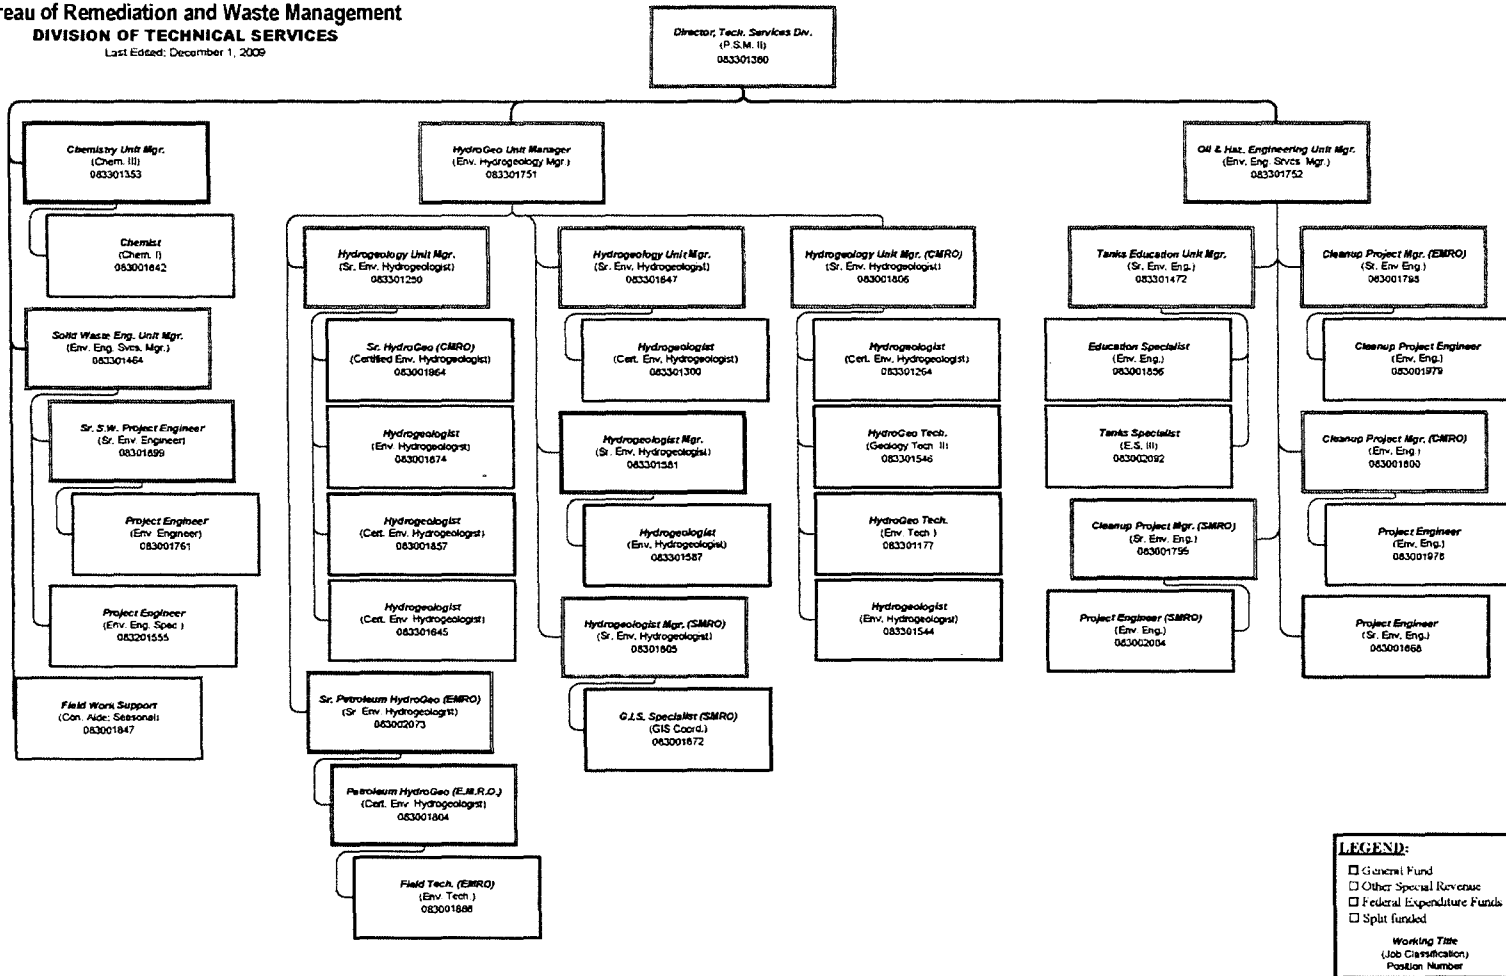 reau of Remediation and Waste Management
DIVISION OF TECHNICAL SERVICES
Last Edited: December 1, 2009
Director, Tech. Services Div.
(P.S.M. II)
083301360
Chemistry Unit Mgr.
(Chem. III)
083301353
Chemist
(Chem. I)
083001642
Solid Waste Eng. Unit Mgr.
(Env. Eng. Svcs. Mgr.)
083301464
Sr. S.W. Project Engineer
(Sr. Env. Engineer)
08301899
Project Engineer
(Env. Engineer)
083001761
Project Engineer
(Env. Eng. Spec.)
083201555
Field Work Support
(Con. Aide: Seasonal)
083001847
HydroGeo Unit Manager
(Env. Hydrogeology Mgr.)
083301751
Hydrogeology Unit Mgr.
(Sr. Env. Hydrogeologist)
083301250
Sr. HydroGeo (CMRO)
(Certified Env. Hydrogeologist)
083001964
Hydrogeologist
(Env. Hydrogeologist)
083001674
Hydrogeologist
(Cert. Env. Hydrogeologist)
083001857
Hydrogeologist
(Cert. Env. Hydrogeologist)
083301645
Sr. Petroleum HydroGeo (EMRO)
(Sr. Env. Hydrogeologist)
083002073
Petroleum HydroGeo (E.M.R.O.)
(Cert. Env. Hydrogeologist)
083001804
Field Tech. (EMRO)
(Env. Tech.)
083001886
Hydrogeology Unit Mgr.
(Sr. Env. Hydrogeologist)
083301647
Hydrogeologist
(Cert. Env. Hydrogeologist)
083301300
Hydrogeologist Mgr.
(Sr. Env. Hydrogeologist)
083301581
Hydrogeologist
(Env. Hydrogeologist)
083301587
Hydrogeologist Mgr. (SMRO)
(Sr. Env. Hydrogeologist)
08301805
G.I.S. Specialist (SMRO)
(GIS Coord.)
083001672
Hydrogeology Unit Mgr. (CMRO)
(Sr. Env. Hydrogeologist)
083001806
Hydrogeologist
(Cert. Env. Hydrogeologist)
083301264
HydroGeo Tech.
(Geology Tech II)
083301546
HydroGeo Tech.
(Env. Tech.)
083301177
Hydrogeologist
(Env. Hydrogeologist)
083301544
Oil & Haz. Engineering Unit Mgr.
(Env. Eng. Srvcs. Mgr.)
083301752
Tanks Education Unit Mgr.
(Sr. Env. Eng.)
083301472
Education Specialist
(Env. Eng.)
083001856
Tanks Specialist
(E.S. III)
083002092
Cleanup Project Mgr. (SMRO)
(Sr. Env. Eng.)
083001799
Project Engineer (SMRO)
(Env. Eng.)
083002004
Cleanup Project Mgr. (EMRO)
(Sr. Env Eng.)
083001798
Cleanup Project Engineer
(Env. Eng.)
083001979
Cleanup Project Mgr. (CMRO)
(Env. Eng.)
083001800
Project Engineer
(Env. Eng.)
083001978
Project Engineer
(Sr. Env. Eng.)
083001668
LEGEND:
General Fund
Other Special Revenue
Federal Expenditure Funds
Split funded
Working Title
(Job Classification)
Position Number